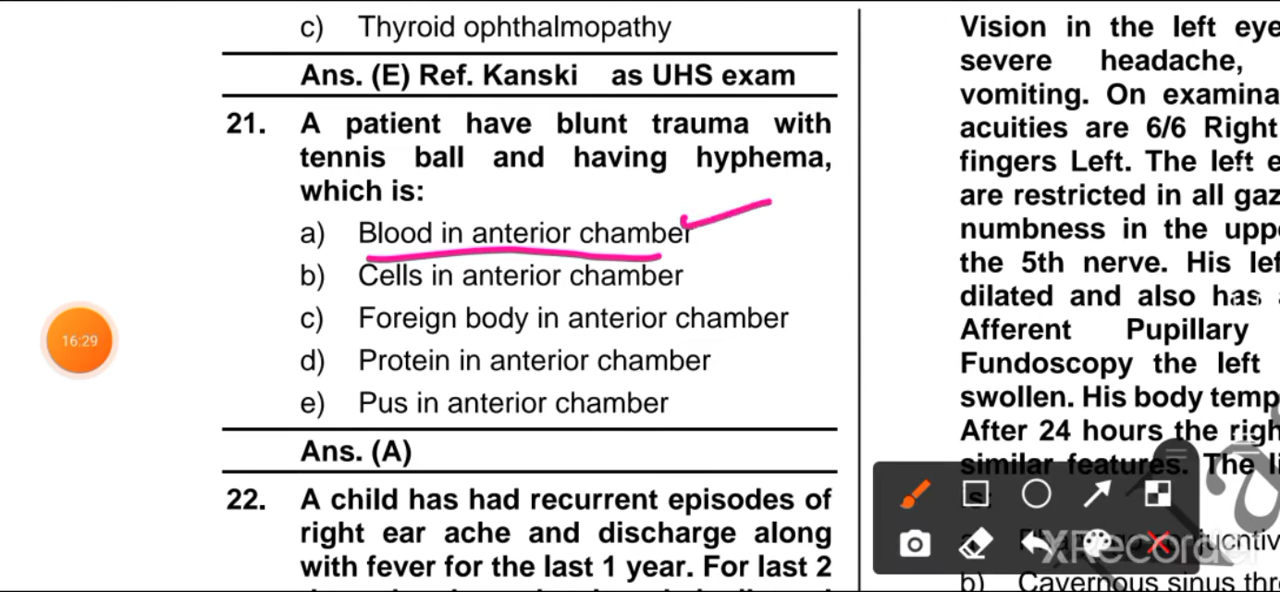 c) Thyroid ophthalmopathy
Ans. (E) Ref. Kanski as UHS exam
21. A patient have blunt trauma with
tennis ball and having hyphema,
which is:
a) Blood in anterior chamber
b) Cells in anterior chamber
c) Foreign body in anterior chamber
d) Protein in anterior chamber
e) Pus in anterior chamber
Ans. (A)
22. A child has had recurrent episodes of
right ear ache and discharge along
with fever for the last 1 year. For last 2
16:29
Vision in the left eye
severe headache,
vomiting. On examina
acuities are 6/6 Right
fingers Left. The left e
are restricted in all gaz
numbness in the uppe
the 5th nerve. His lef
dilated and also has
Afferent Pupillary
Fundoscopy the left
swollen. His body temp
After 24 hours the righ
similar features. The li
is:
b) Cavernous sinus thr
XRecorder